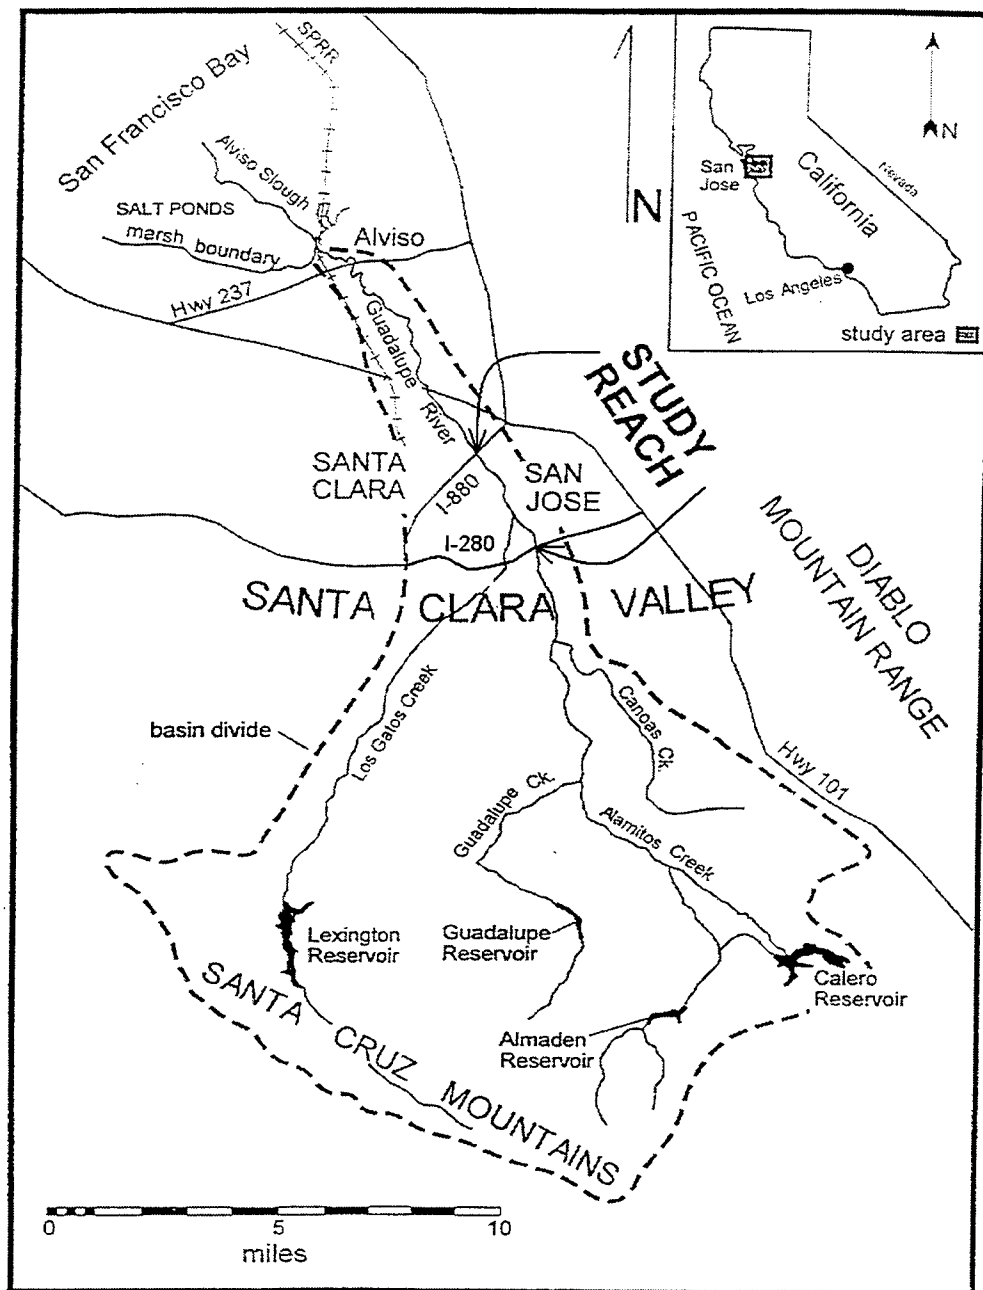 SPRR
San Francisco Bay
Alviso Slough
SALT PONDS
marsh boundary
Alviso
Hwy 237
Guadalupe River
N
N
San
Jose
California
Nevada
PACIFIC OCEAN
Los Angeles
study area
STUDY
REACH
SANTA
CLARA
I-880
SAN
JOSE
I-280
SANTA CLARA VALLEY
DIABLO
MOUNTAIN RANGE
basin divide
Los Gatos Creek
Canoas Ck.
Hwy 101
Guadalupe Ck.
Alamitos Creek
Lexington
Reservoir
Guadalupe
Reservoir
Calero
Reservoir
Almaden
Reservoir
SANTA CRUZ MOUNTAINS
0 5 10
miles